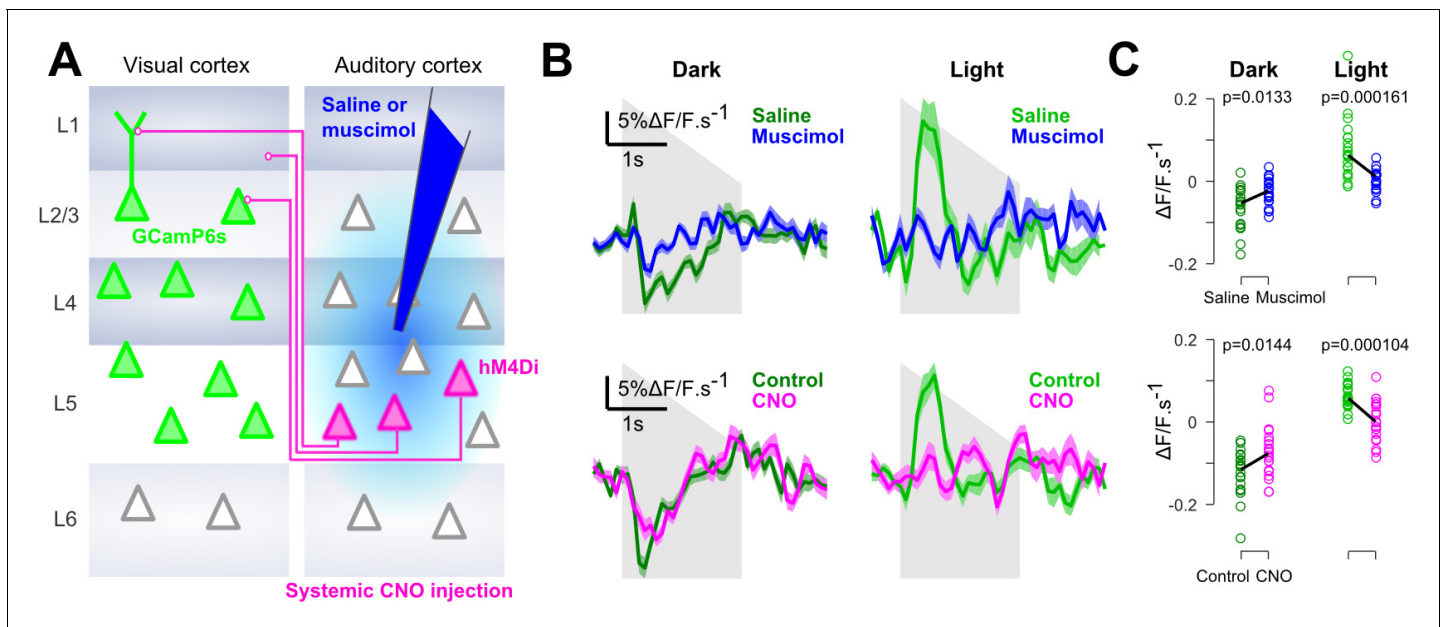 A
Visual cortex
Auditory cortex
L1
L2/3
L4
L5
L6
Saline or
muscimol
GCamP6s
hM4Di
Systemic CNO injection
B
Dark
Light
5%ΔF/F.s⁻¹
1s
Saline
Muscimol
Saline
Muscimol
5%ΔF/F.s⁻¹
1s
Control
CNO
Control
CNO
C
Dark
Light
p=0.0133
p=0.000161
0.2
0
-0.2
ΔF/F.s⁻¹
Saline Muscimol
p=0.0144
p=0.000104
0.2
0
-0.2
ΔF/F.s⁻¹
Control CNO